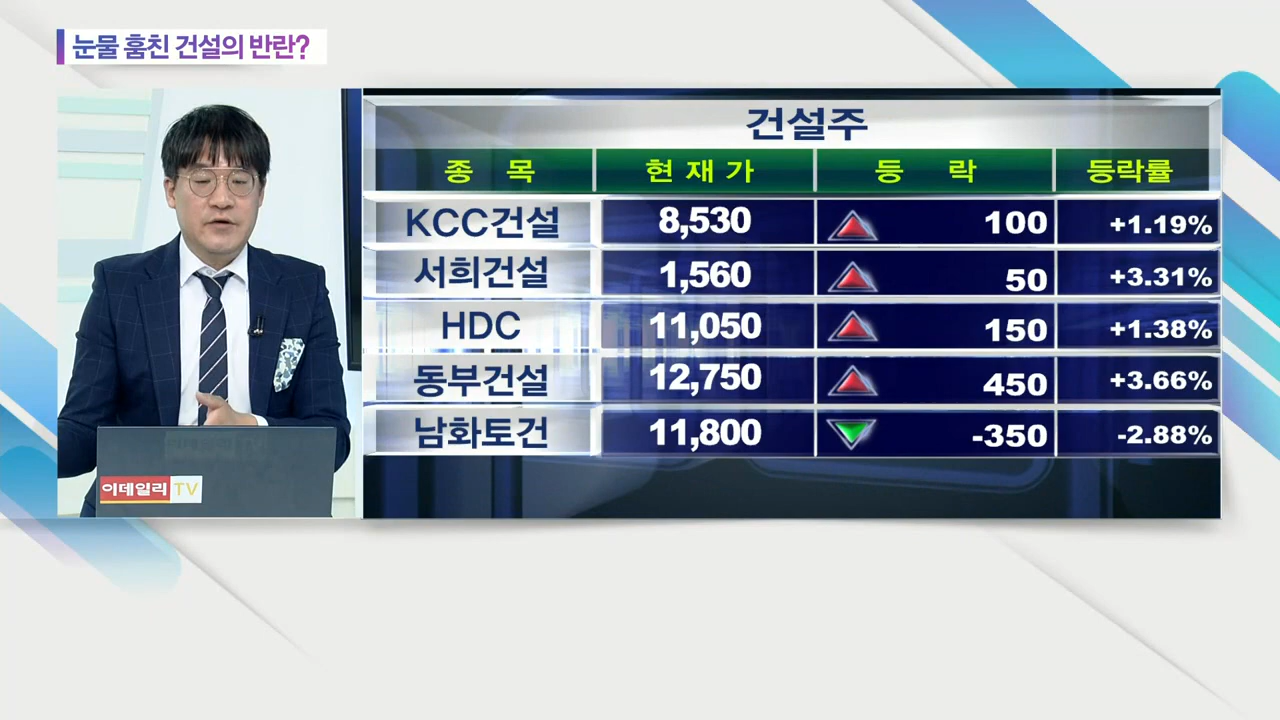 눈물 훔친 건설의 반란?
건설주
종 목 현 재 가 등 락 등락률
KCC건설 8,530 100 +1.19%
서희건설 1,560 50 +3.31%
HDC 11,050 150 +1.38%
동부건설 12,750 450 +3.66%
남화토건 11,800 -350 -2.88%
이데일리 TV